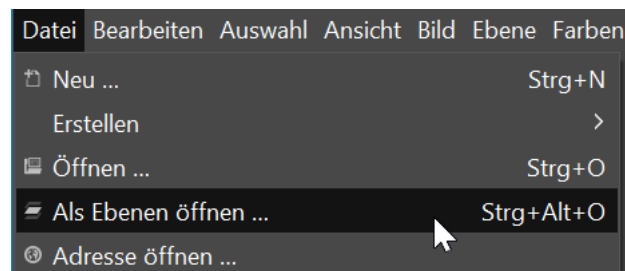 Datei Bearbeiten Auswahl Ansicht Bild Ebene Farben
Neu ... Strg+N
Erstellen
Öffnen ... Strg+O
Als Ebenen öffnen ... Strg+Alt+O
Adresse öffnen ...